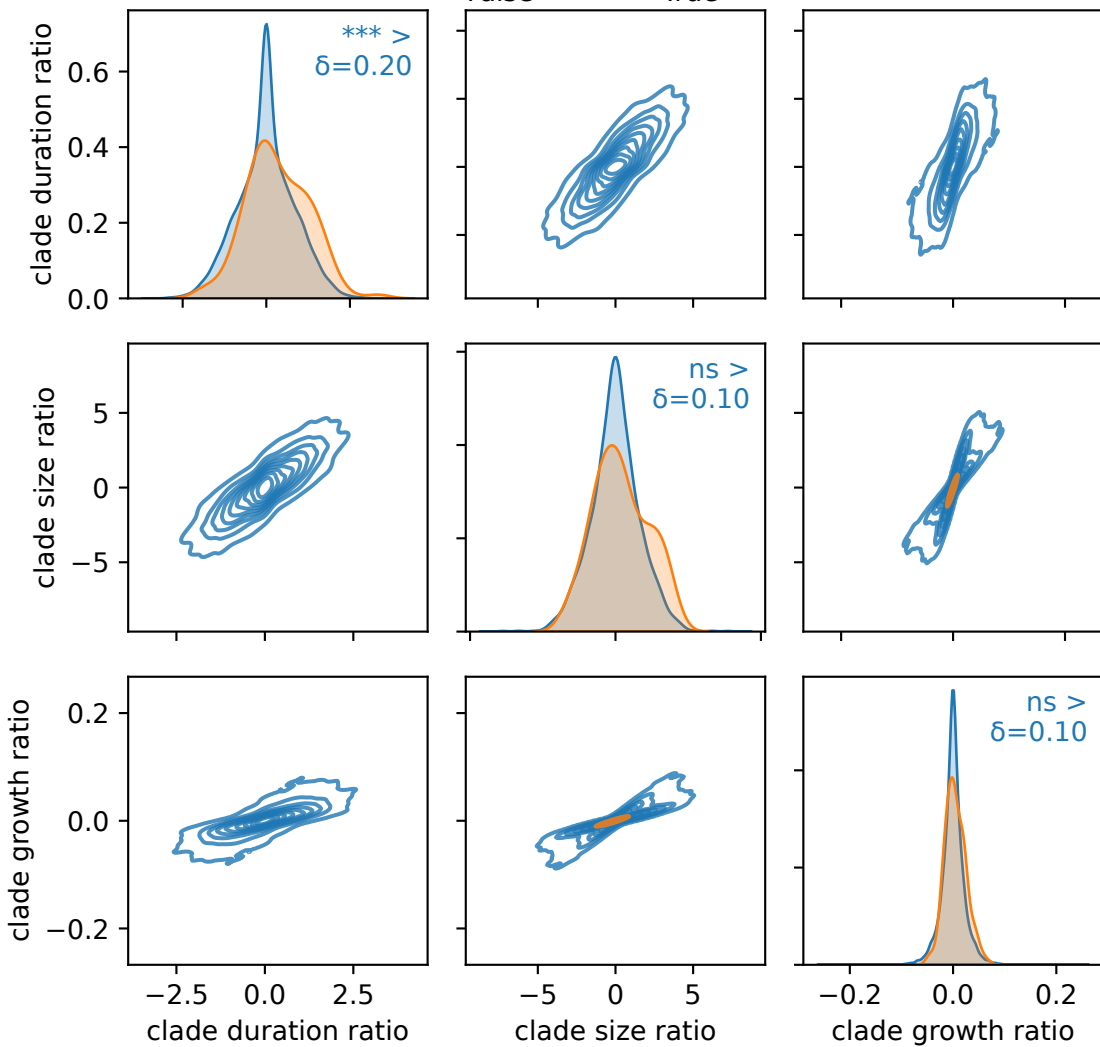 clade duration ratio
0.6
0.4
0.2
0.0
*** >
δ=0.20
clade size ratio
5
0
−5
ns >
δ=0.10
clade growth ratio
0.2
0.0
−0.2
ns >
δ=0.10
−2.5 0.0 2.5
−5 0 5
−0.2 0.0 0.2
clade duration ratio
clade size ratio
clade growth ratio